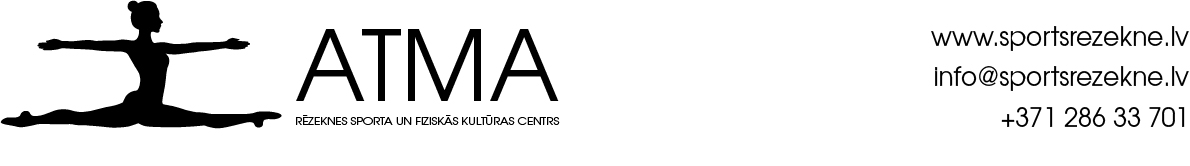 ATMA
RĒZEKNES SPORTA UN FIZISKĀS KULTŪRAS CENTRS
www.sportsrezekne.lv
info@sportsrezekne.lv
+371 286 33 701